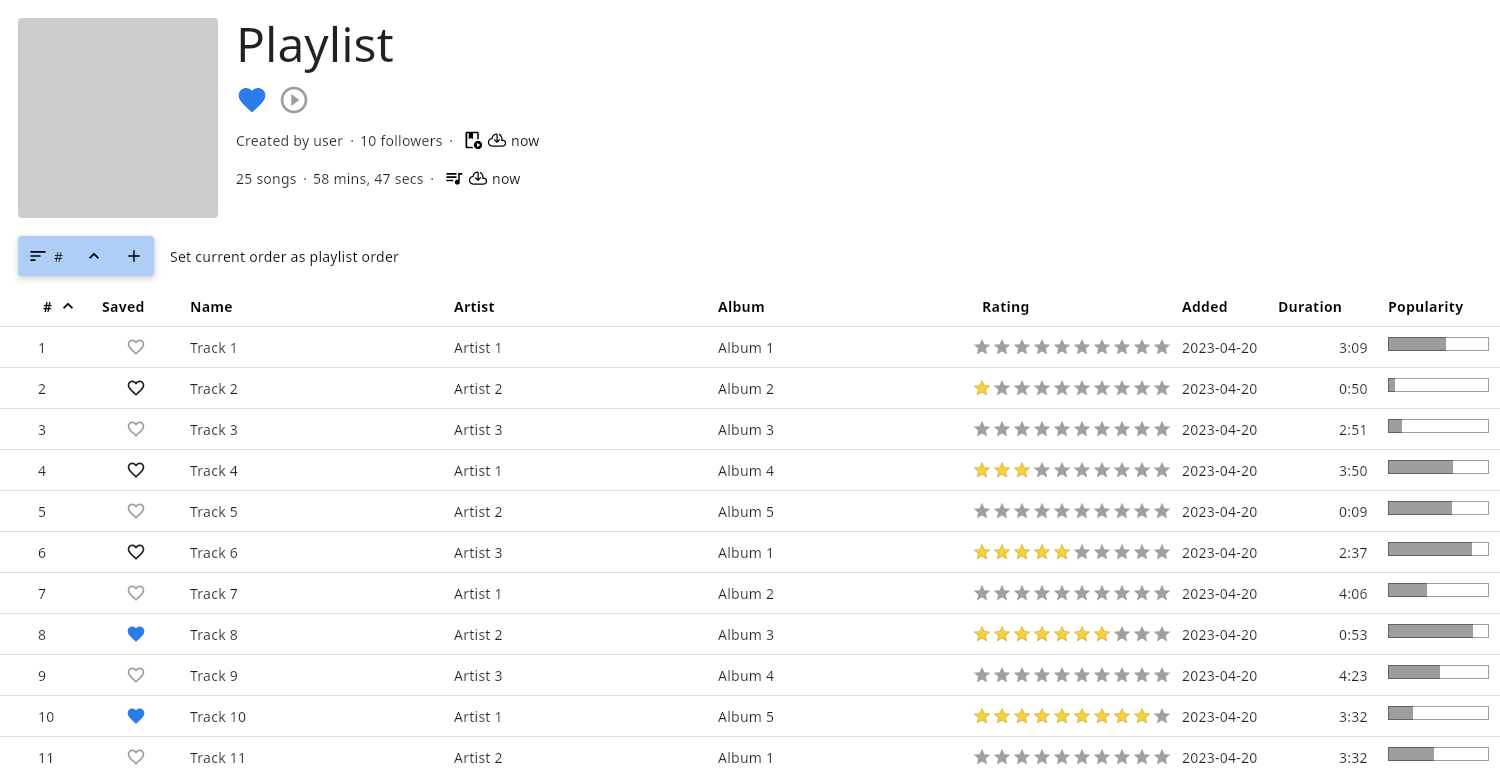 Playlist
Created by user · 10 followers · now
25 songs · 58 mins, 47 secs · now
# Set current order as playlist order
# Saved Name Artist Album Rating Added Duration Popularity
1 Track 1 Artist 1 Album 1 2023-04-20 3:09
2 Track 2 Artist 2 Album 2 2023-04-20 0:50
3 Track 3 Artist 3 Album 3 2023-04-20 2:51
4 Track 4 Artist 1 Album 4 2023-04-20 3:50
5 Track 5 Artist 2 Album 5 2023-04-20 0:09
6 Track 6 Artist 3 Album 1 2023-04-20 2:37
7 Track 7 Artist 1 Album 2 2023-04-20 4:06
8 Track 8 Artist 2 Album 3 2023-04-20 0:53
9 Track 9 Artist 3 Album 4 2023-04-20 4:23
10 Track 10 Artist 1 Album 5 2023-04-20 3:32
11 Track 11 Artist 2 Album 1 2023-04-20 3:32